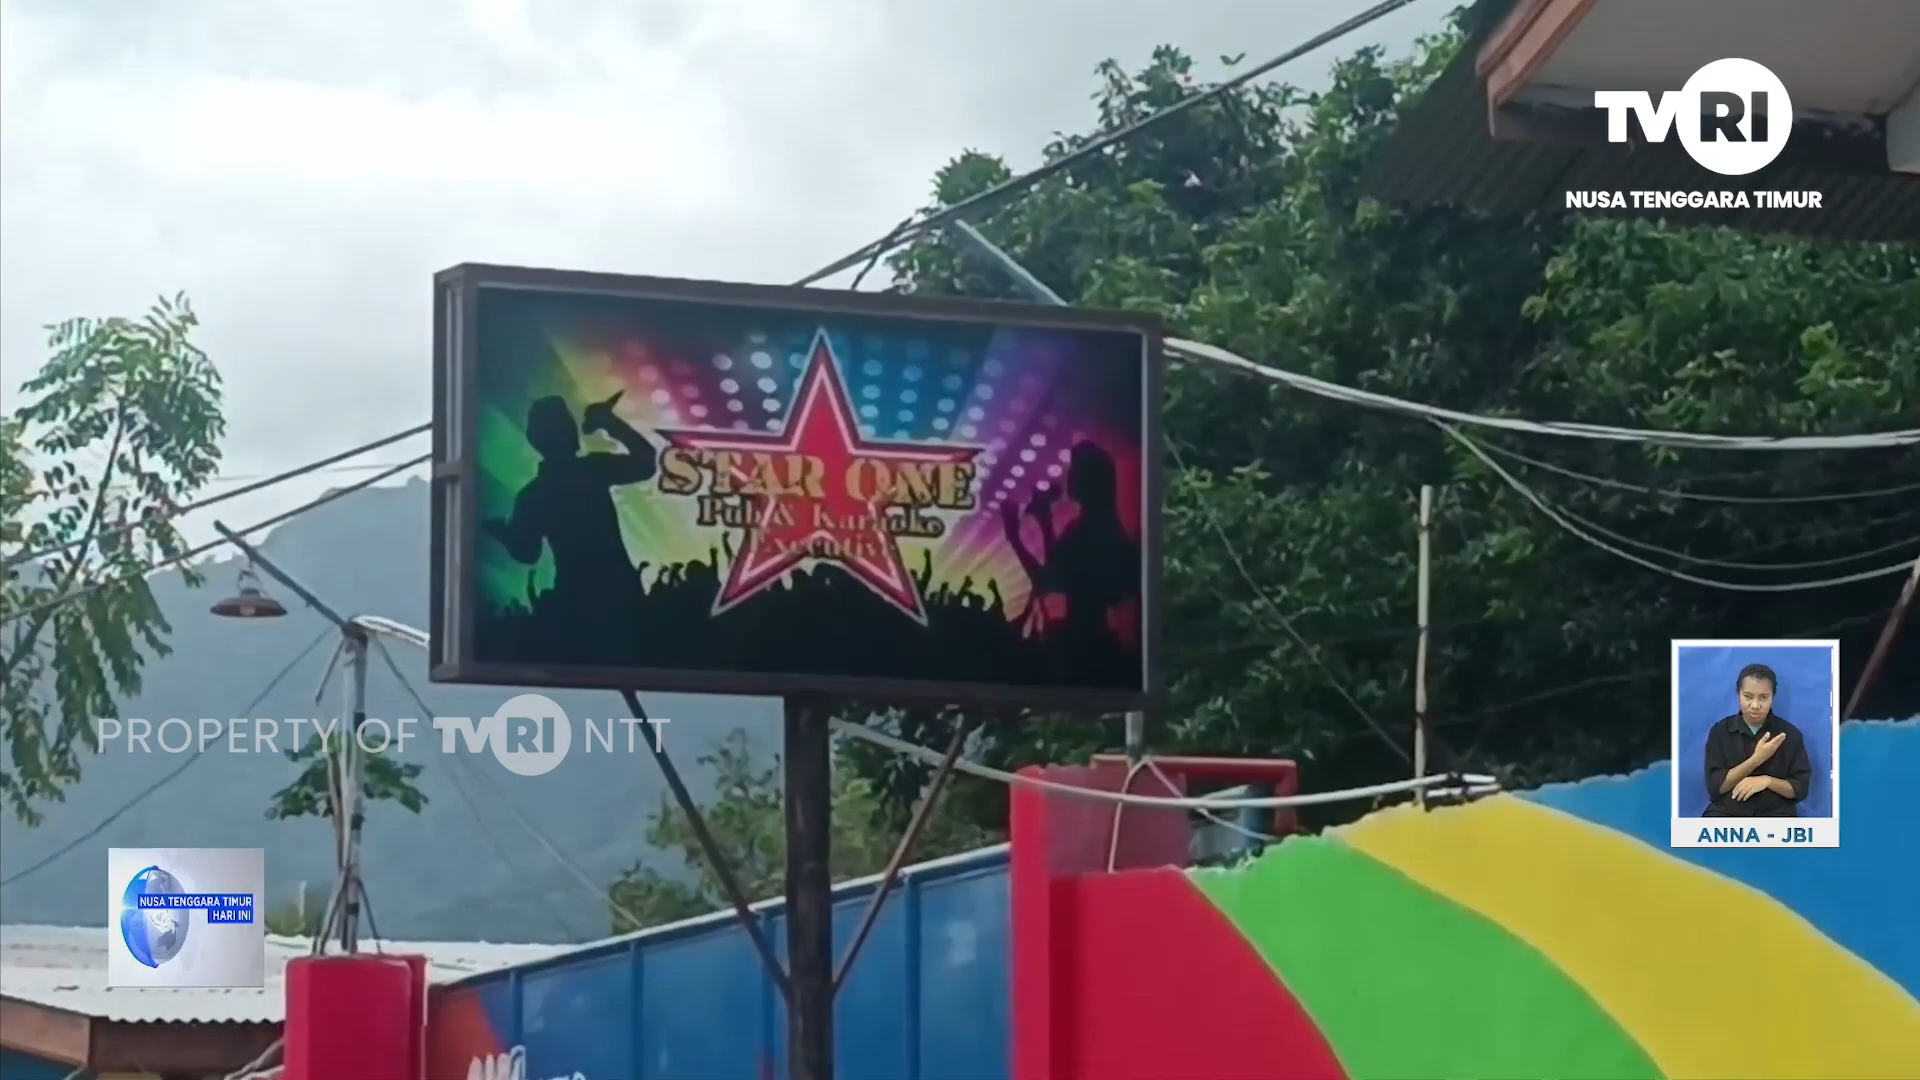 TVRI
NUSA TENGGARA TIMUR
STAR ONE
Pub & Karaoke
Executive
PROPERTY OF TVRI NTT
ANNA - JBI
NUSA TENGGARA TIMUR
HARI INI